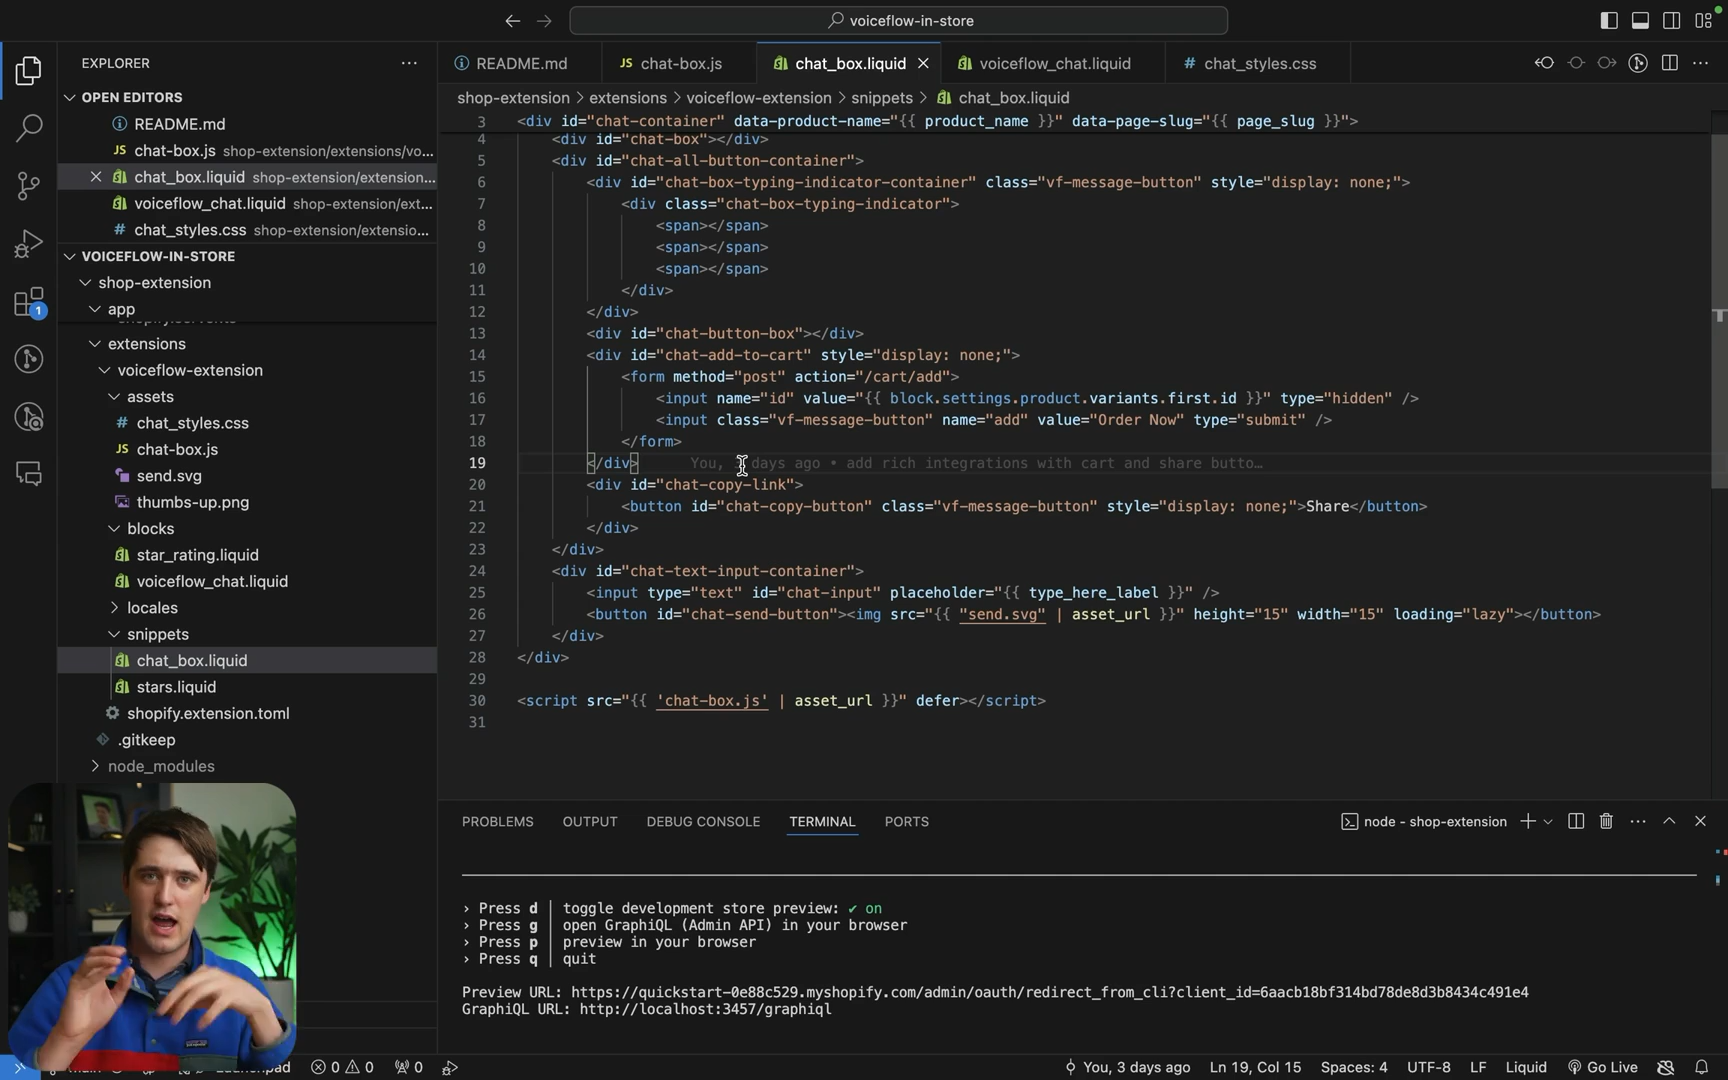 voiceflow-in-store
EXPLORER
OPEN EDITORS
README.md
chat-box.js shop-extension/extensions/vo...
chat_box.liquid shop-extension/extension...
voiceflow_chat.liquid shop-extension/ext...
chat_styles.css shop-extension/extensio...
VOICEFLOW-IN-STORE
shop-extension
app
extensions
voiceflow-extension
assets
chat_styles.css
chat-box.js
send.svg
thumbs-up.png
blocks
star_rating.liquid
voiceflow_chat.liquid
locales
snippets
chat_box.liquid
stars.liquid
shopify.extension.toml
.gitkeep
node_modules
1
README.md
JS chat-box.js
chat_box.liquid
voiceflow_chat.liquid
# chat_styles.css
shop-extension > extensions > voiceflow-extension > snippets > chat_box.liquid
3 <div id="chat-container" data-product-name="{{ product_name }}" data-page-slug="{{ page_slug }}">
4 <div id="chat-box"></div>
5 <div id="chat-all-button-container">
6 <div id="chat-box-typing-indicator-container" class="vf-message-button" style="display: none;">
7 <div class="chat-box-typing-indicator">
8 <span></span>
9 <span></span>
10 <span></span>
11 </div>
12 </div>
13 <div id="chat-button-box"></div>
14 <div id="chat-add-to-cart" style="display: none;">
15 <form method="post" action="/cart/add">
16 <input name="id" value="{{ block.settings.product.variants.first.id }}" type="hidden" />
17 <input class="vf-message-button" name="add" value="Order Now" type="submit" />
18 </form>
19 </div> You, days ago • add rich integrations with cart and share butto…
20 <div id="chat-copy-link">
21 <button id="chat-copy-button" class="vf-message-button" style="display: none;">Share</button>
22 </div>
23 </div>
24 <div id="chat-text-input-container">
25 <input type="text" id="chat-input" placeholder="{{ type_here_label }}" />
26 <button id="chat-send-button"><img src="{{ "send.svg" | asset_url }}" height="15" width="15" loading="lazy"></button>
27 </div>
28 </div>
29
30 <script src="{{ 'chat-box.js' | asset_url }}" defer></script>
31
PROBLEMS OUTPUT DEBUG CONSOLE TERMINAL PORTS
node - shop-extension
› Press d | toggle development store preview: ✔ on
› Press g | open GraphiQL (Admin API) in your browser
› Press p | preview in your browser
› Press q | quit
Preview URL: https://quickstart-0e88c529.myshopify.com/admin/oauth/redirect_from_cli?client_id=6aacb18bf314bd78de8d3b8434c491e4
GraphiQL URL: http://localhost:3457/graphiql
0 0 0 You, 3 days ago Ln 19, Col 15 Spaces: 4 UTF-8 LF Liquid Go Live